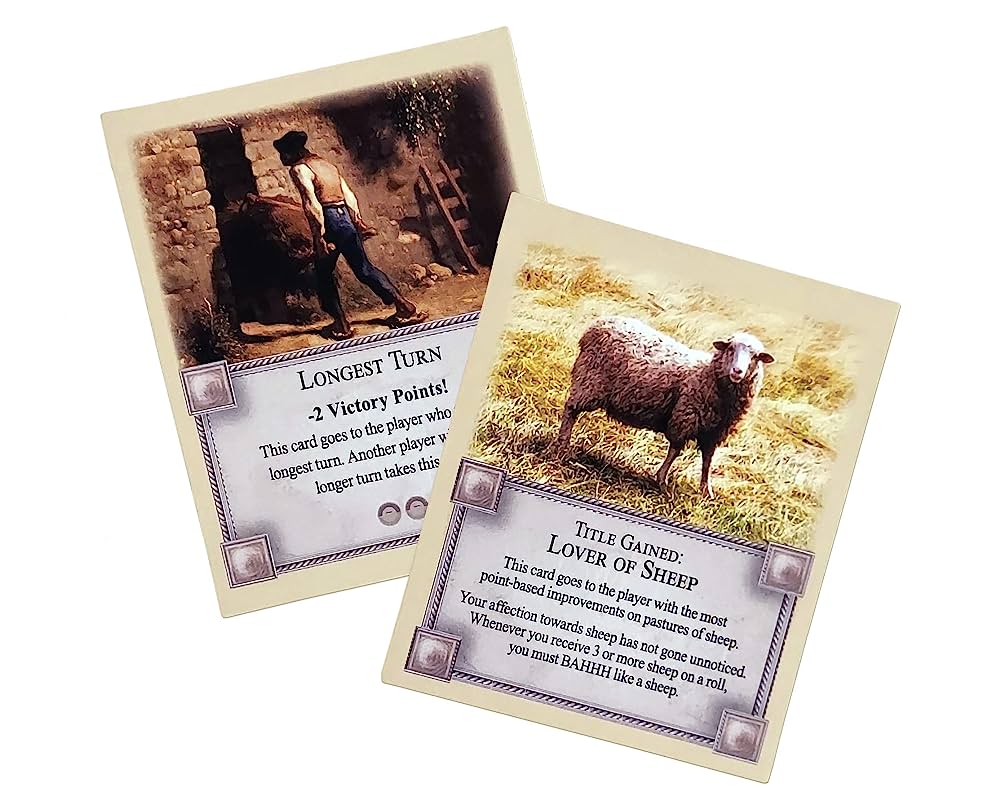 LONGEST TURN
-2 Victory Points!
This card goes to the player who
longest turn. Another player
longer turn takes this
TITLE GAINED:
LOVER OF SHEEP
This card goes to the player with the most
point-based improvements on pastures of sheep.
Your affection towards sheep has not gone unnoticed.
Whenever you receive 3 or more sheep on a roll,
you must BAHHH like a sheep.